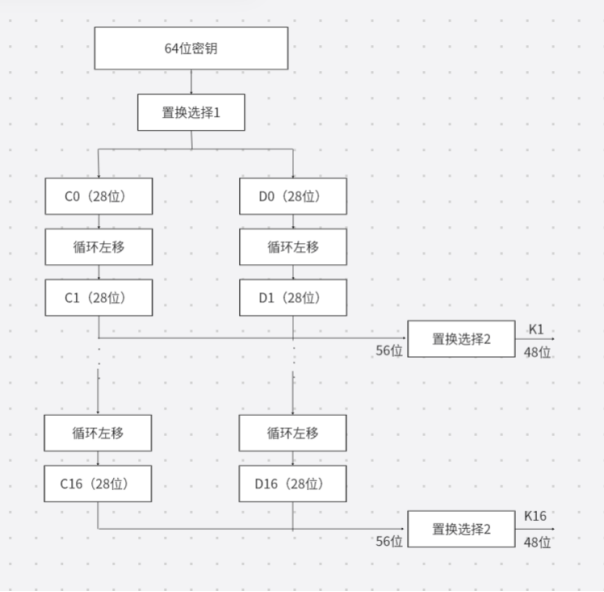 64位密钥
置换选择1
C0（28位）
D0（28位）
循环左移
循环左移
C1（28位）
D1（28位）
56位
置换选择2
K1
48位
循环左移
循环左移
C16（28位）
D16（28位）
56位
置换选择2
K16
48位